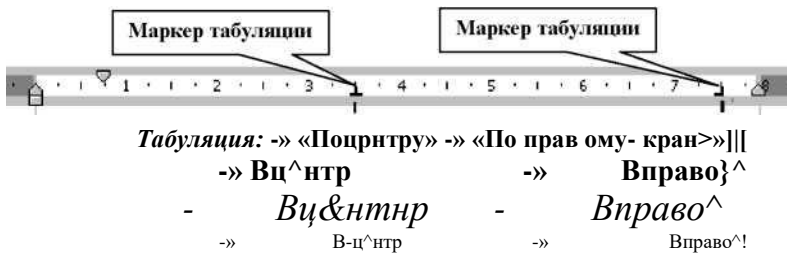 Маркер табуляции Маркер табуляции
1 2 3 4 5 6 7 8
Табуляция: -» «Поцрнтру» -» «По прав ому- кран>»]|[
-» Вц^нтр -» Вправо}^
- Вц&нтнр - Вправо^
-» В-ц^нтр -» Вправо^!